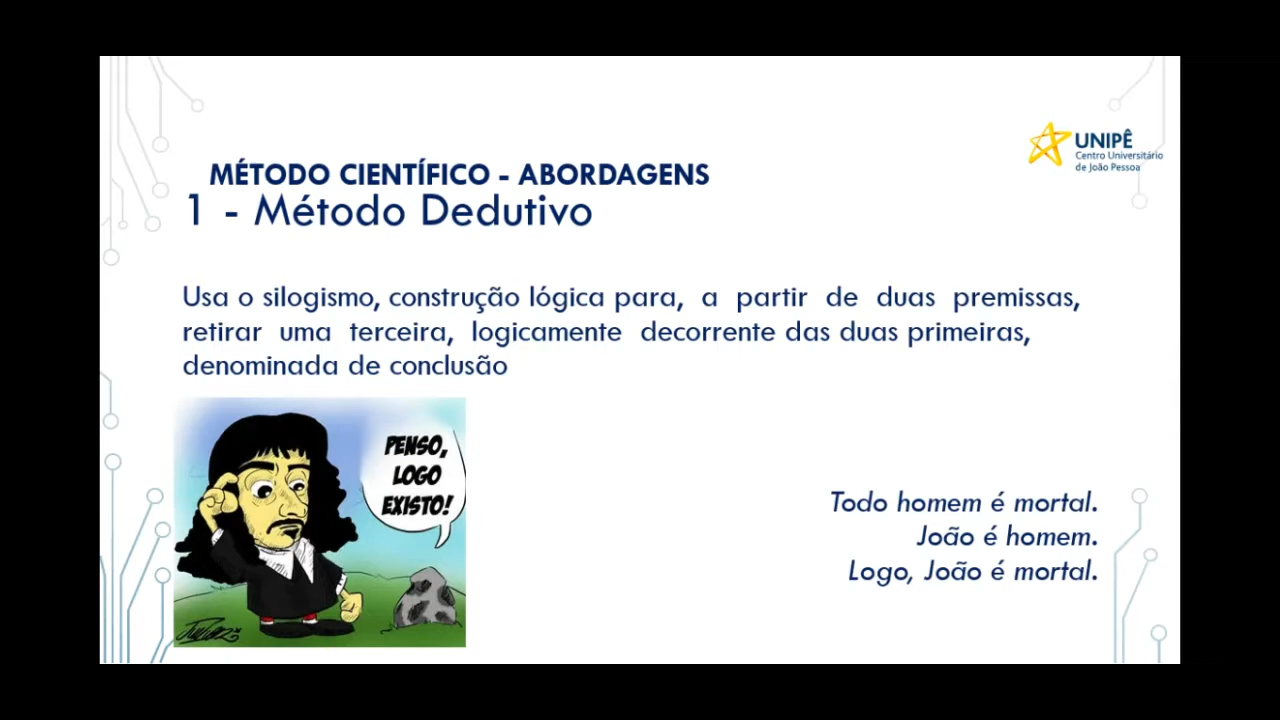 UNIPÊ
Centro Universitário
de João Pessoa
MÉTODO CIENTÍFICO - ABORDAGENS
1 - Método Dedutivo
Usa o silogismo, construção lógica para, a partir de duas premissas,
retirar uma terceira, logicamente decorrente das duas primeiras,
denominada de conclusão
PENSO,
LOGO
EXISTO!
Todo homem é mortal.
João é homem.
Logo, João é mortal.